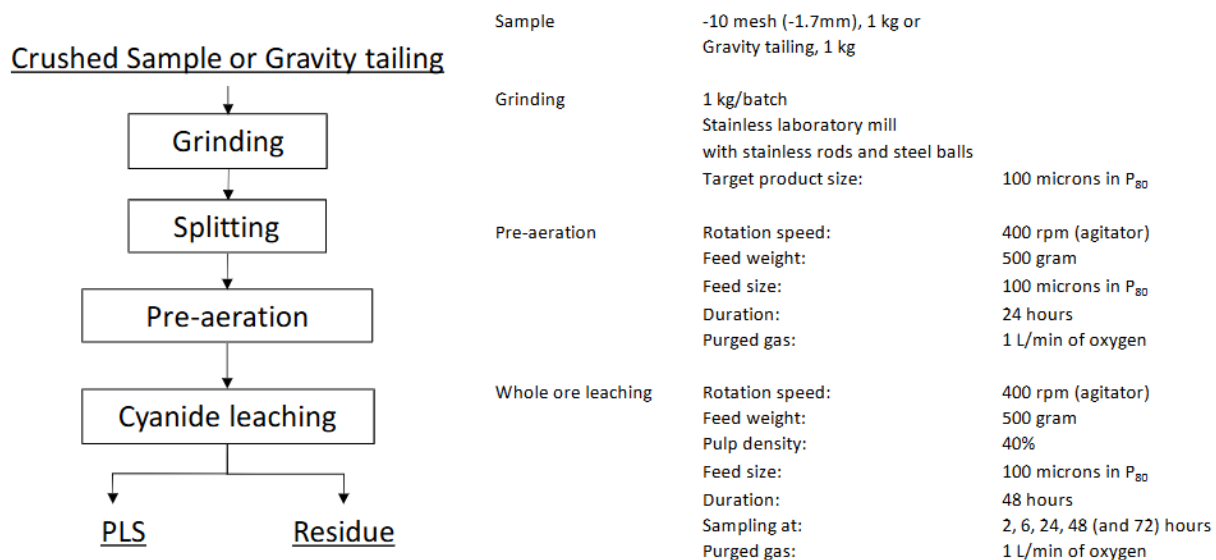 Crushed Sample or Gravity tailing
Grinding
Splitting
Pre-aeration
Cyanide leaching
PLS Residue
Sample -10 mesh (-1.7mm), 1 kg or
Gravity tailing, 1 kg
Grinding 1 kg/batch
Stainless laboratory mill
with stainless rods and steel balls
Target product size: 100 microns in P80
Pre-aeration Rotation speed: 400 rpm (agitator)
Feed weight: 500 gram
Feed size: 100 microns in P80
Duration: 24 hours
Purged gas: 1 L/min of oxygen
Whole ore leaching Rotation speed: 400 rpm (agitator)
Feed weight: 500 gram
Pulp density: 40%
Feed size: 100 microns in P80
Duration: 48 hours
Sampling at: 2, 6, 24, 48 (and 72) hours
Purged gas: 1 L/min of oxygen